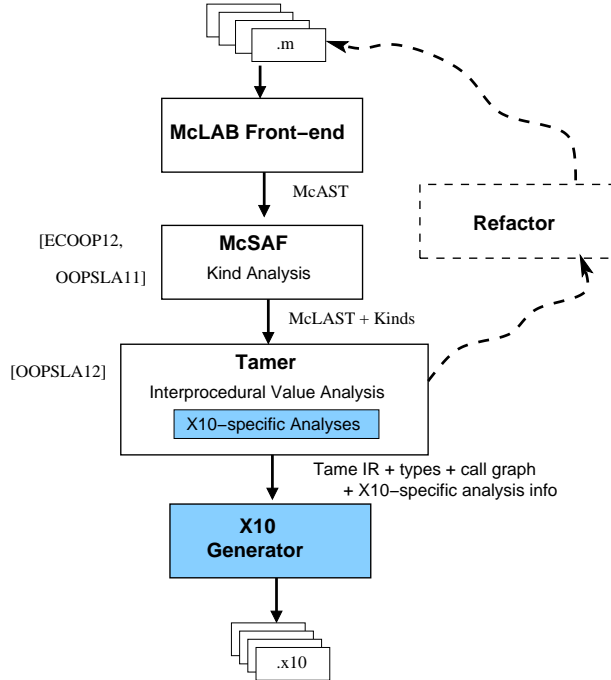 .m
McLAB Front−end
McAST
Refactor
[ECOOP12,
OOPSLA11]
McSAF
Kind Analysis
McLAST + Kinds
[OOPSLA12]
Tamer
Interprocedural Value Analysis
X10−specific Analyses
Tame IR + types + call graph
+ X10−specific analysis info
X10
Generator
.x10